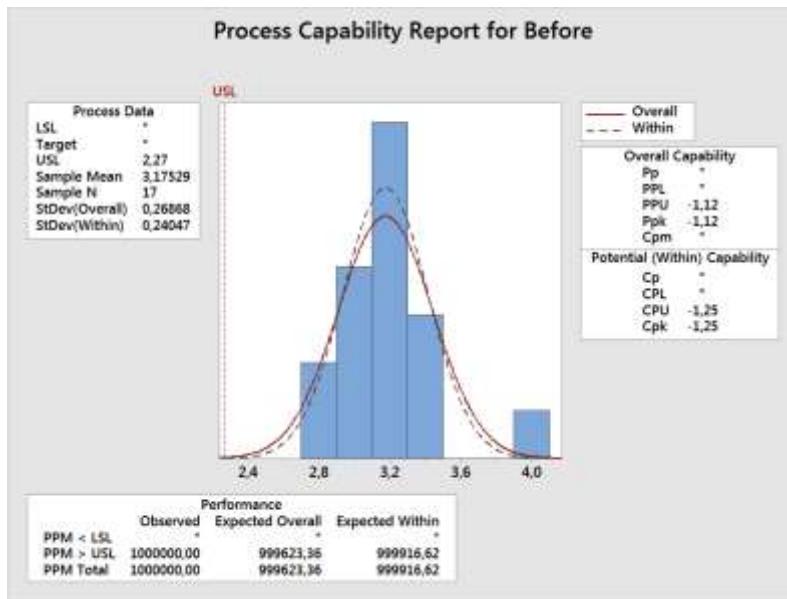 Process Capability Report for Before
USL
Process Data
LSL *
Target *
USL 2,27
Sample Mean 3,17529
Sample N 17
StDev(Overall) 0,26868
StDev(Within) 0,24047
Overall
Within
Overall Capability
Pp *
PPL *
PPU -1,12
Ppk -1,12
Cpm *
Potential (Within) Capability
Cp *
CPL *
CPU -1,25
Cpk -1,25
2,4 2,8 3,2 3,6 4,0
Performance
Observed Expected Overall Expected Within
PPM < LSL * * *
PPM > USL 1000000,00 999623,36 999916,62
PPM Total 1000000,00 999623,36 999916,62